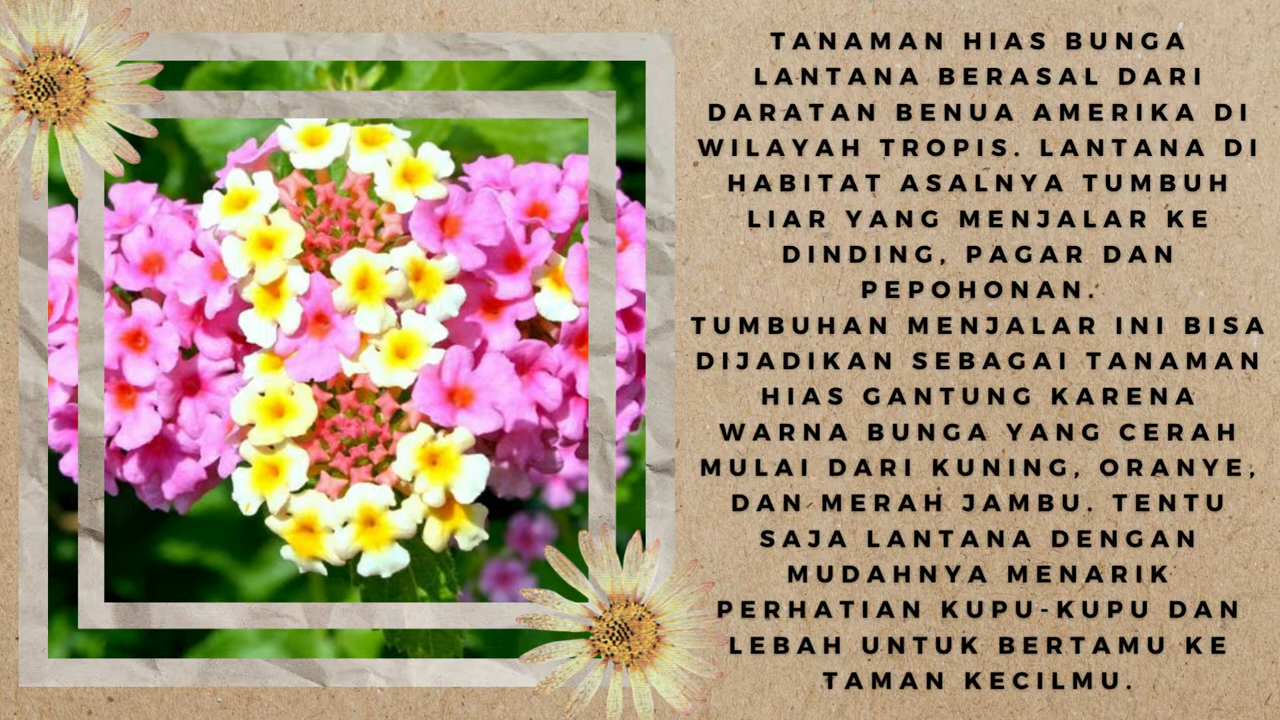 TANAMAN HIAS BUNGA
LANTANA BERASAL DARI
DARATAN BENUA AMERIKA DI
WILAYAH TROPIS. LANTANA DI
HABITAT ASALNYA TUMBUH
LIAR YANG MENJALAR KE
DINDING, PAGAR DAN
PEPOHONAN.
TUMBUHAN MENJALAR INI BISA
DIJADIKAN SEBAGAI TANAMAN
HIAS GANTUNG KARENA
WARNA BUNGA YANG CERAH
MULAI DARI KUNING, ORANYE,
DAN MERAH JAMBU. TENTU
SAJA LANTANA DENGAN
MUDAHNYA MENARIK
PERHATIAN KUPU-KUPU DAN
LEBAH UNTUK BERTAMU KE
TAMAN KECILMU.